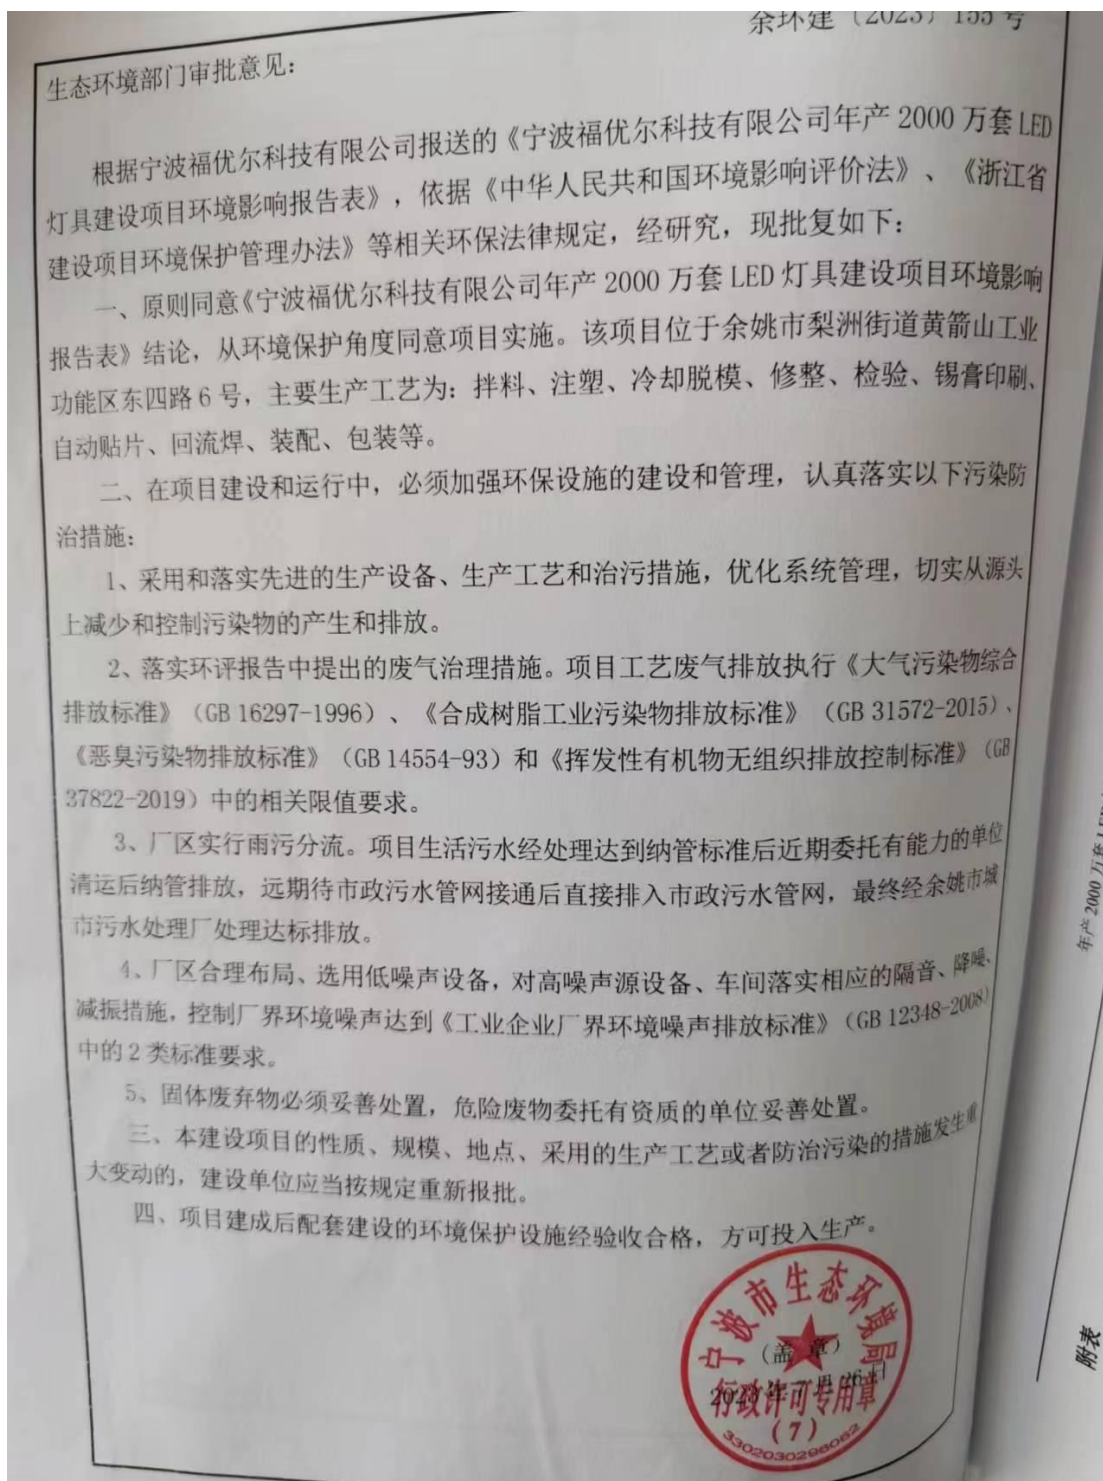 余环建〔2023〕155号
生态环境部门审批意见：
根据宁波福优尔科技有限公司报送的《宁波福优尔科技有限公司年产 2000 万套 LED
灯具建设项目环境影响报告表》，依据《中华人民共和国环境影响评价法》、《浙江省
建设项目环境保护管理办法》等相关环保法律规定，经研究，现批复如下：
一、原则同意《宁波福优尔科技有限公司年产 2000 万套 LED 灯具建设项目环境影响
报告表》结论，从环境保护角度同意项目实施。该项目位于余姚市梨洲街道黄箭山工业
功能区东四路 6 号，主要生产工艺为：拌料、注塑、冷却脱模、修整、检验、锡膏印刷、
自动贴片、回流焊、装配、包装等。
二、在项目建设和运行中，必须加强环保设施的建设和管理，认真落实以下污染防
治措施：
1、采用和落实先进的生产设备、生产工艺和治污措施，优化系统管理，切实从源头
上减少和控制污染物的产生和排放。
2、落实环评报告中提出的废气治理措施。项目工艺废气排放执行《大气污染物综合
排放标准》（GB 16297-1996）、《合成树脂工业污染物排放标准》（GB 31572-2015）、
《恶臭污染物排放标准》（GB 14554-93）和《挥发性有机物无组织排放控制标准》（GB
37822-2019）中的相关限值要求。
3、厂区实行雨污分流。项目生活污水经处理达到纳管标准后近期委托有能力的单位
清运后纳管排放，远期待市政污水管网接通后直接排入市政污水管网，最终经余姚市城
市污水处理厂处理达标排放。
4、厂区合理布局、选用低噪声设备，对高噪声源设备、车间落实相应的隔音、降噪、
减振措施，控制厂界环境噪声达到《工业企业厂界环境噪声排放标准》（GB 12348-2008）
中的 2 类标准要求。
5、固体废弃物必须妥善处置，危险废物委托有资质的单位妥善处置。
三、本建设项目的性质、规模、地点、采用的生产工艺或者防治污染的措施发生重
大变动的，建设单位应当按规定重新报批。
四、项目建成后配套建设的环境保护设施经验收合格，方可投入生产。
宁波市生态环境局
（盖 章）
2023 年 7 月 26 日
行政许可专用章
（7）
3302030296082
年产 2000 万套 LED
附表